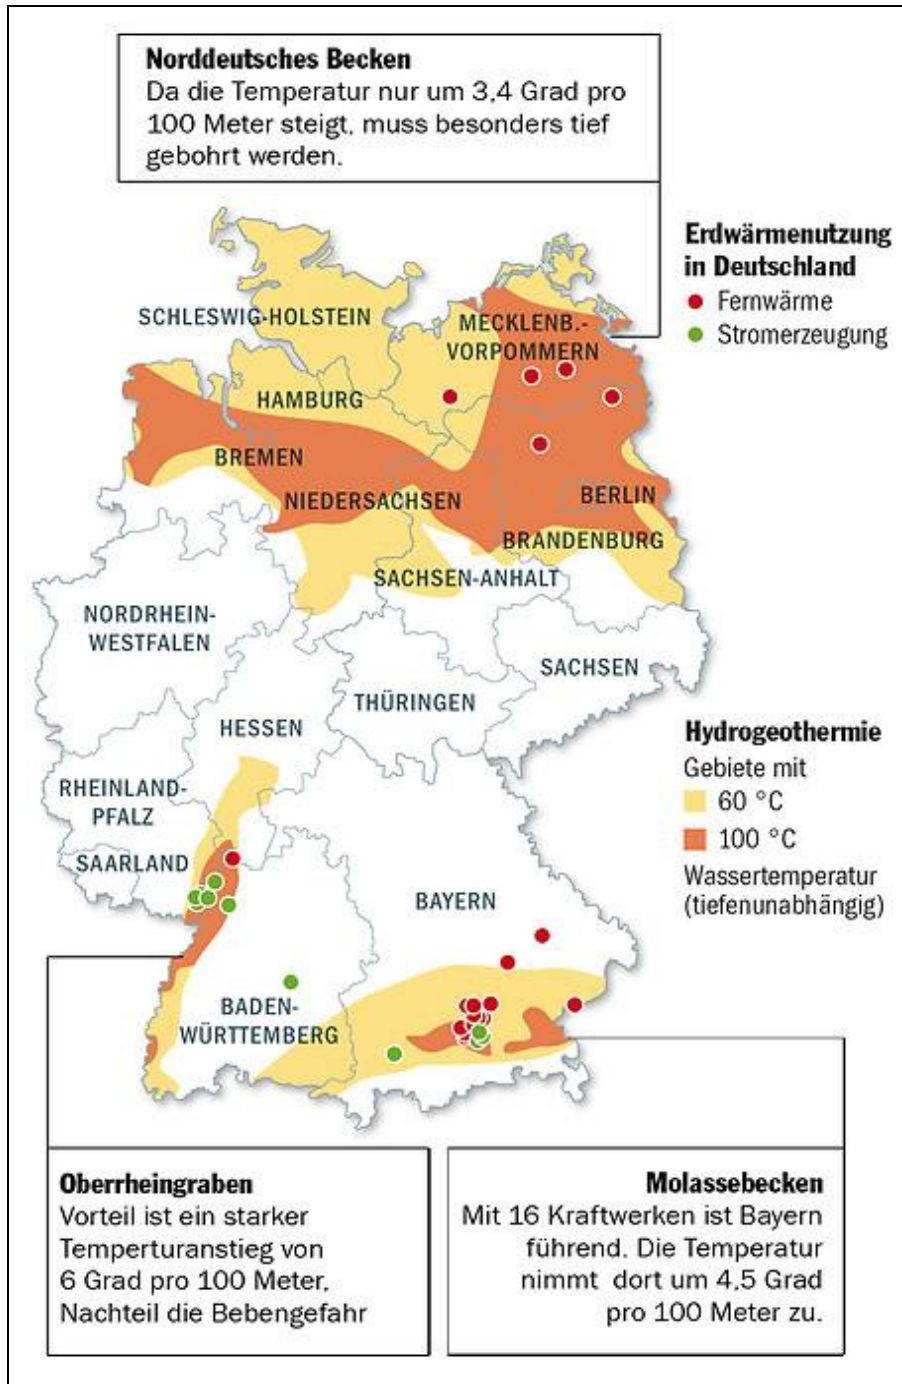 Norddeutsches Becken
Da die Temperatur nur um 3,4 Grad pro
100 Meter steigt, muss besonders tief
gebohrt werden.
Erdwärmenutzung
in Deutschland
Fernwärme
Stromerzeugung
SCHLESWIG-HOLSTEIN
MECKLENB.-
VORPOMMERN
HAMBURG
BREMEN
NIEDERSACHSEN
BERLIN
BRANDENBURG
SACHSEN-ANHALT
NORDRHEIN-
WESTFALEN
SACHSEN
THÜRINGEN
HESSEN
RHEINLAND-
PFALZ
SAARLAND
BAYERN
BADEN-
WÜRTTEMBERG
Hydrogeothermie
Gebiete mit
60 °C
100 °C
Wassertemperatur
(tiefenunabhängig)
Oberrheingraben
Vorteil ist ein starker
Temperturanstieg von
6 Grad pro 100 Meter,
Nachteil die Bebengefahr
Molassebecken
Mit 16 Kraftwerken ist Bayern
führend. Die Temperatur
nimmt dort um 4,5 Grad
pro 100 Meter zu.